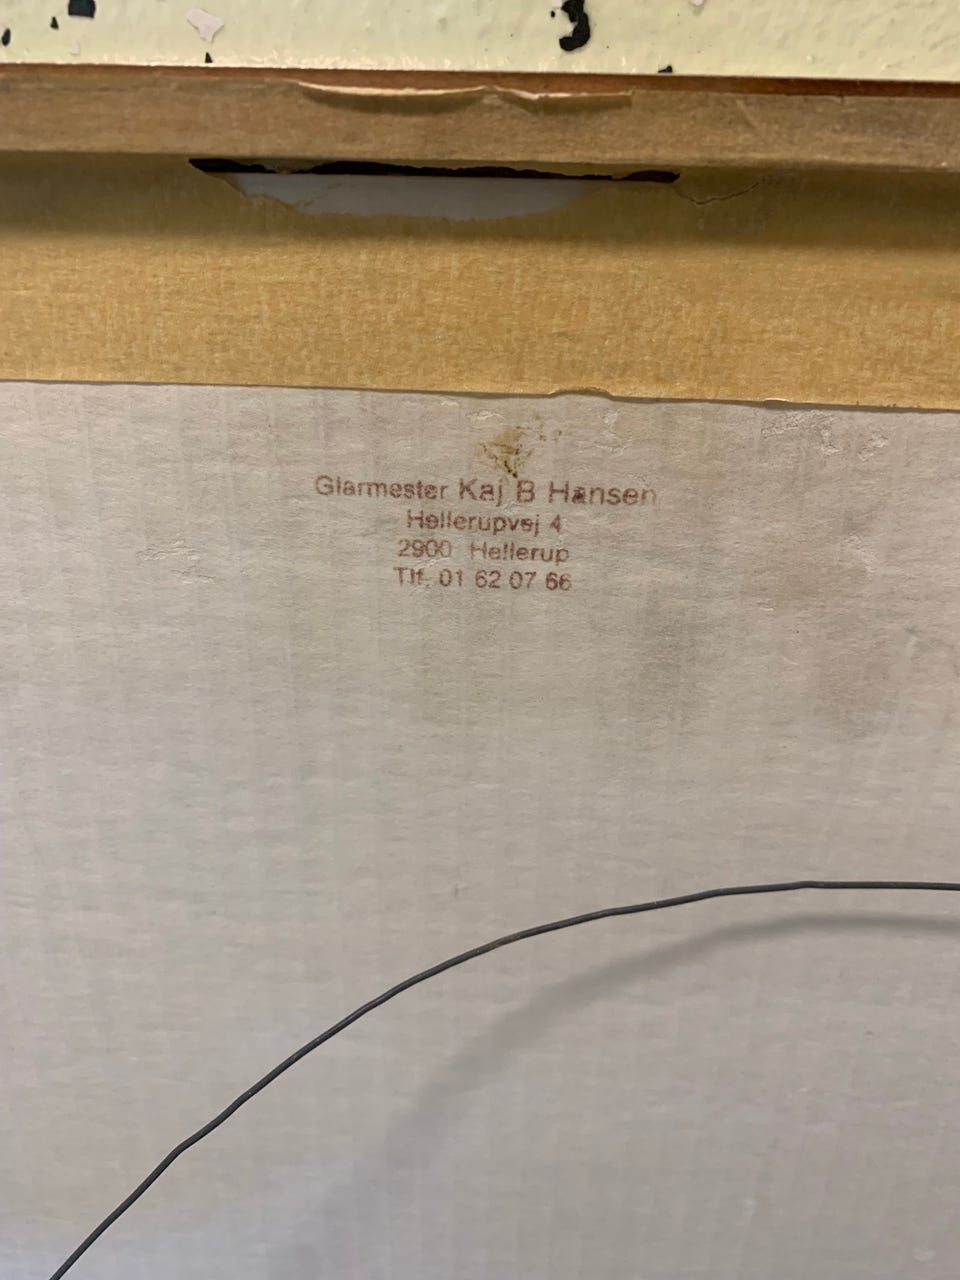 Glarmester Kaj B Hansen
Hellerupvej 4
2900 Hellerup
Tlf. 01 62 07 66